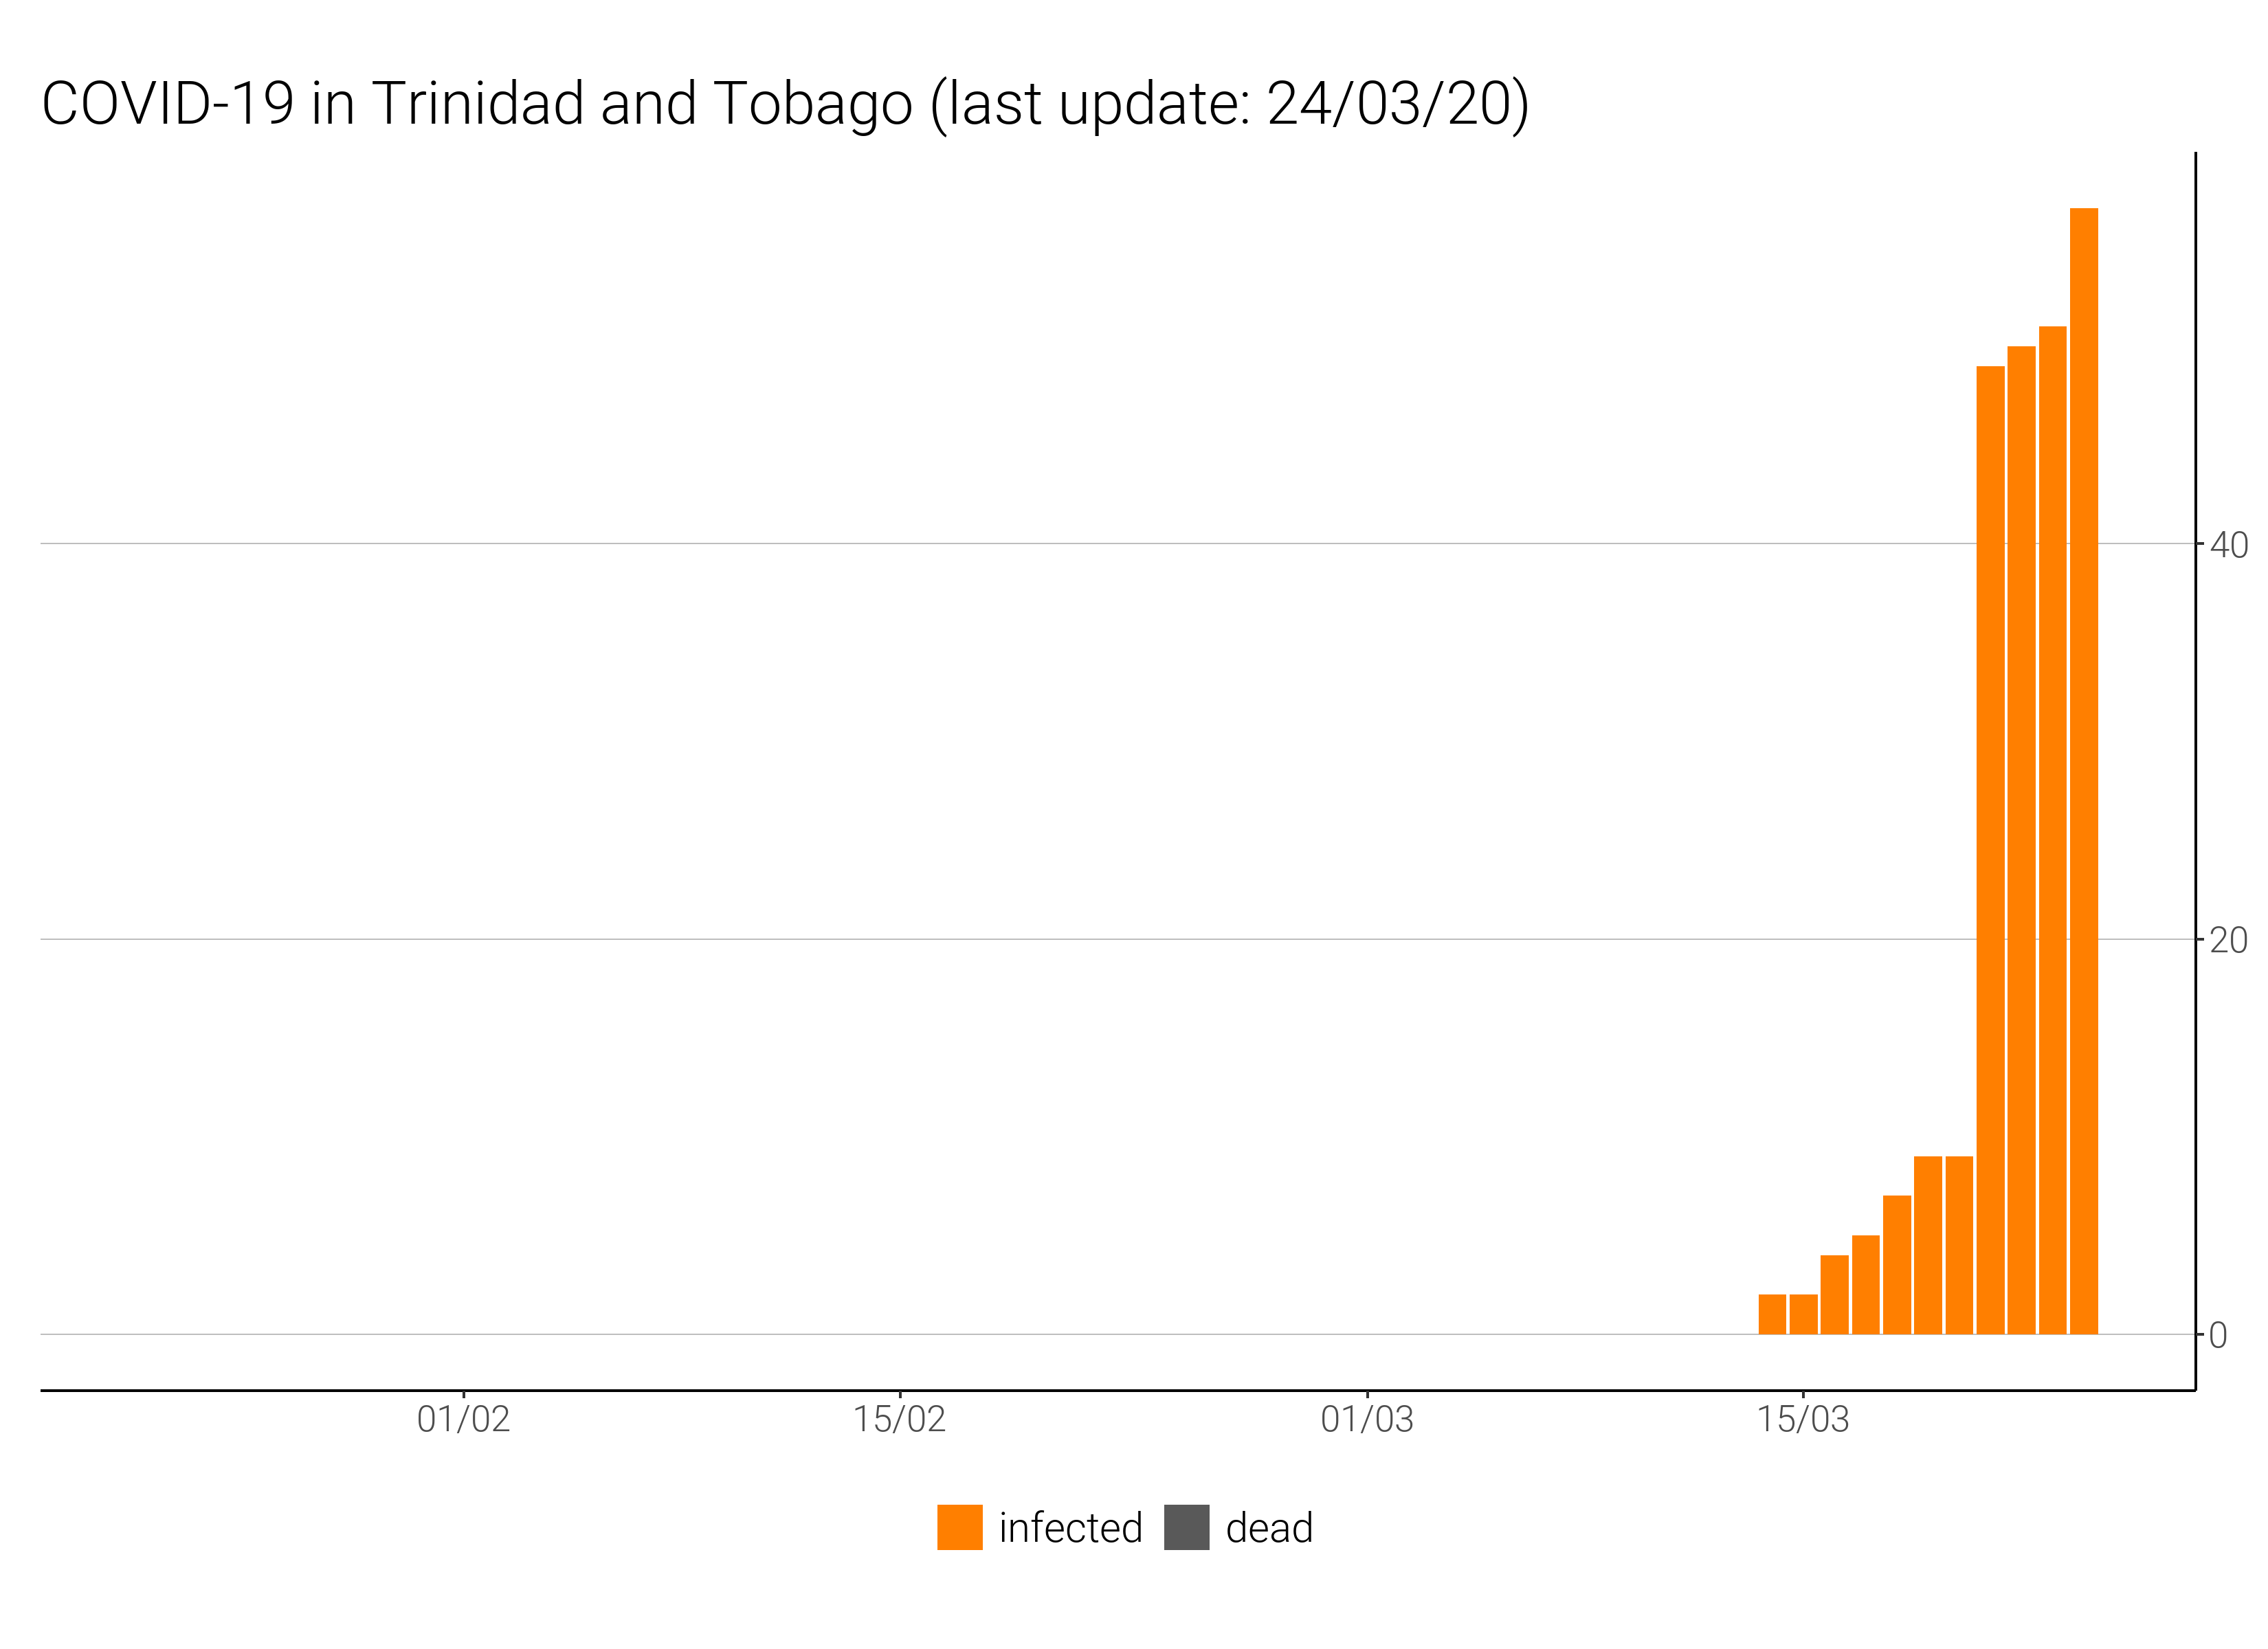 COVID-19 in Trinidad and Tobago (last update: 24/03/20)
40
20
0
01/02 15/02 01/03 15/03
infected dead